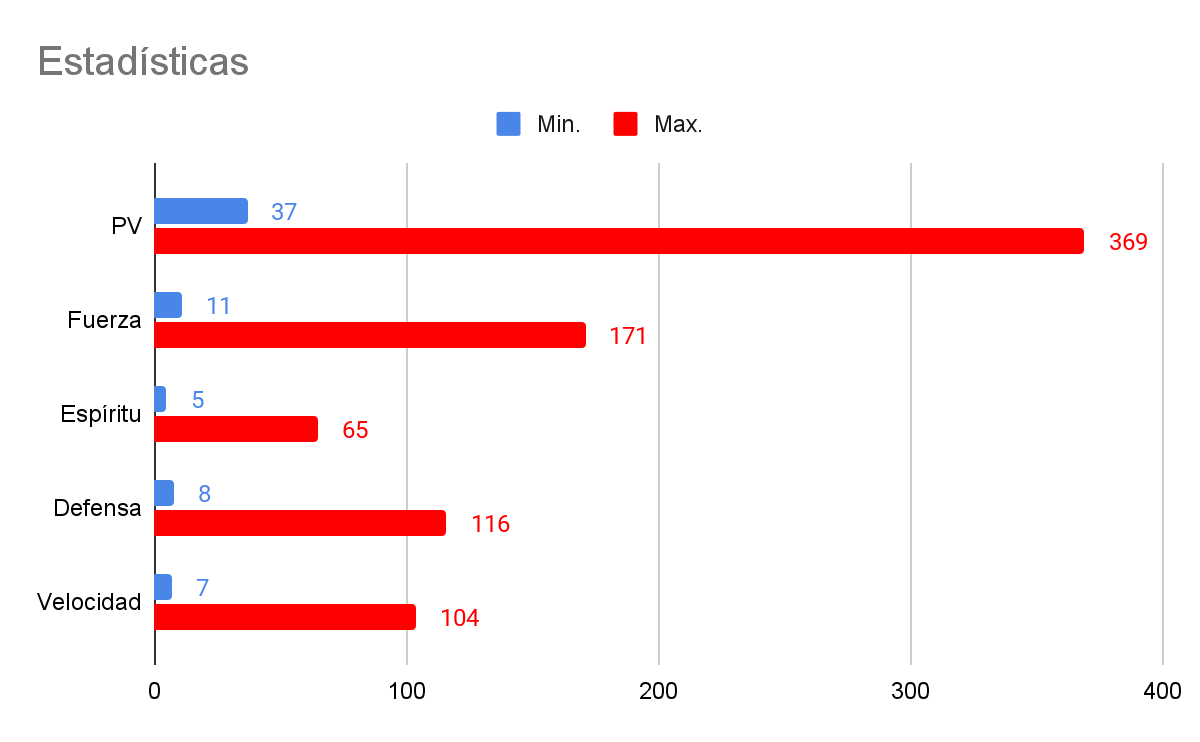 Estadísticas
Min. Max.
PV 37
369
Fuerza 11
171
Espíritu 5
65
Defensa 8
116
Velocidad 7
104
0 100 200 300 400